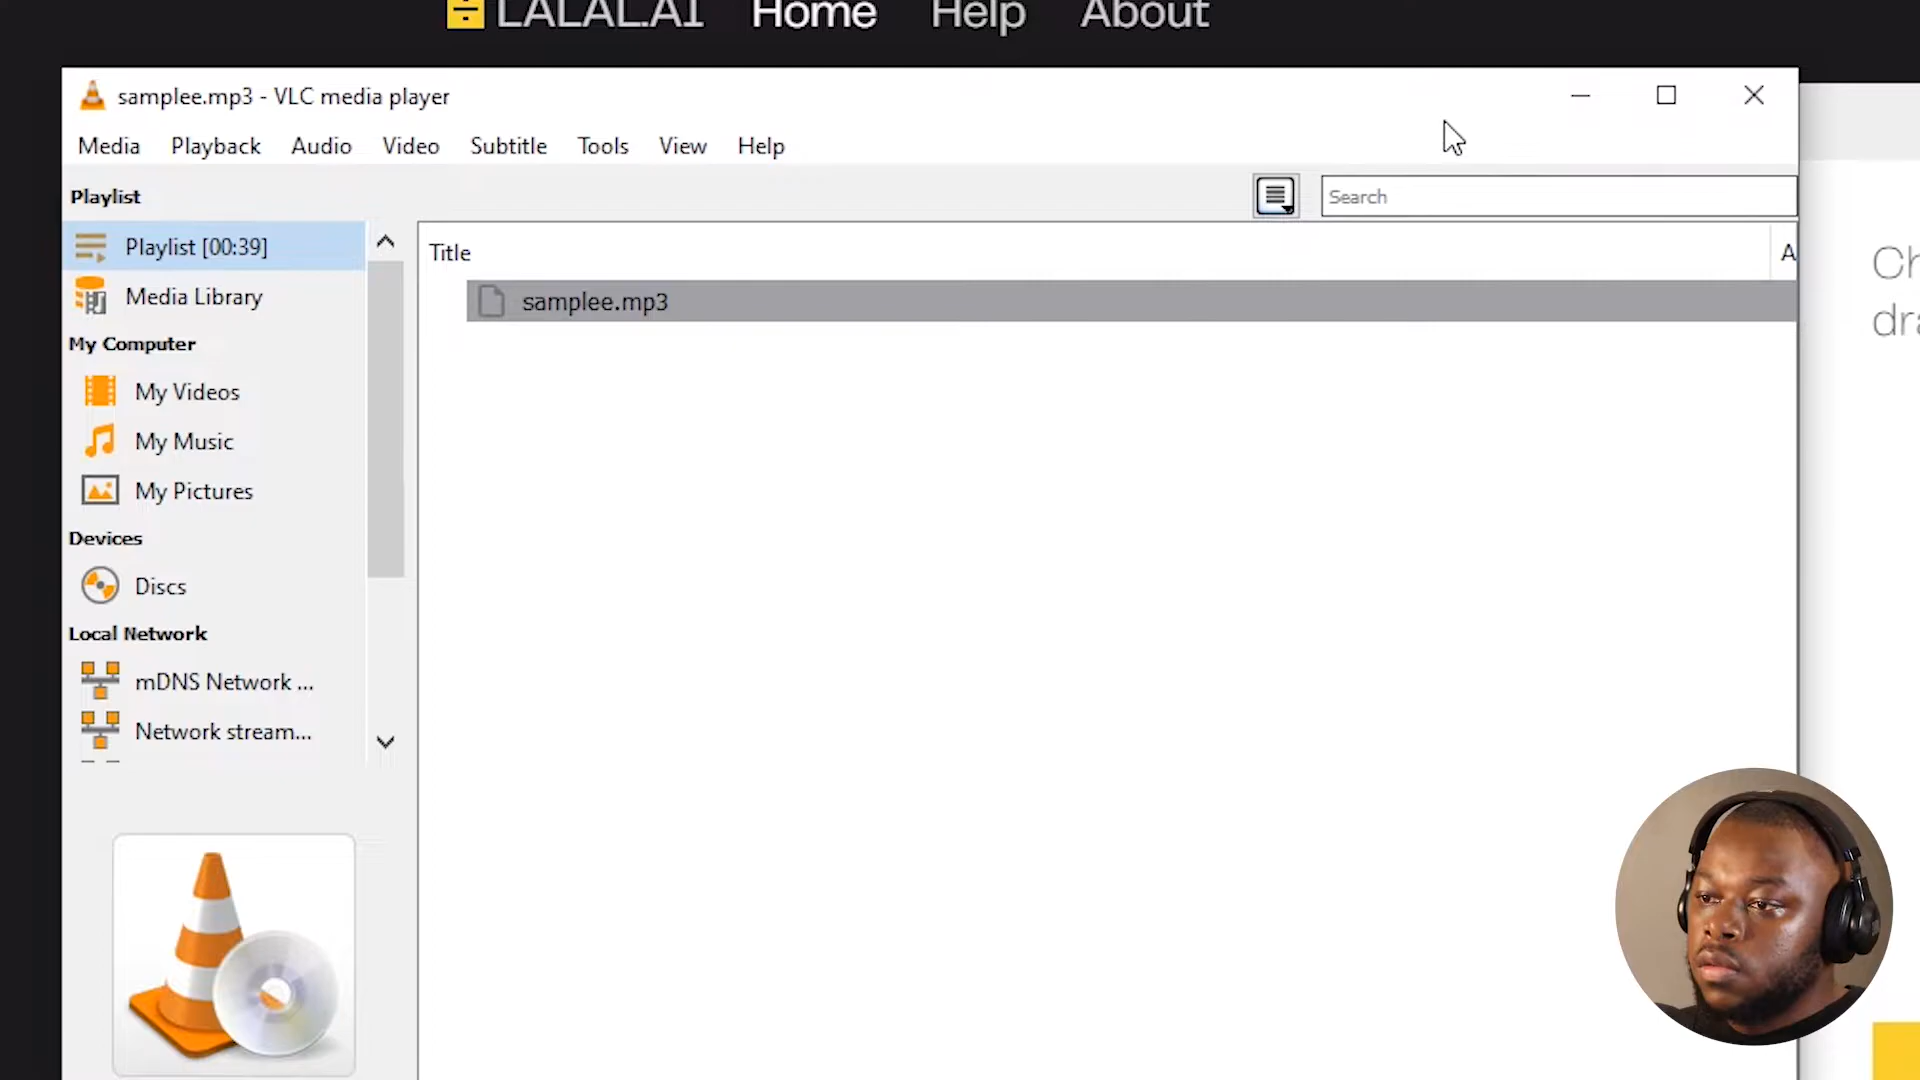 LALAL.AI Home Help About
samplee.mp3 - VLC media player
Media Playback Audio Video Subtitle Tools View Help
Playlist
Search
Playlist [00:39]
Title
A
samplee.mp3
Media Library
My Computer
My Videos
My Music
My Pictures
Devices
Discs
Local Network
mDNS Network ...
Network stream...
Ch
dra